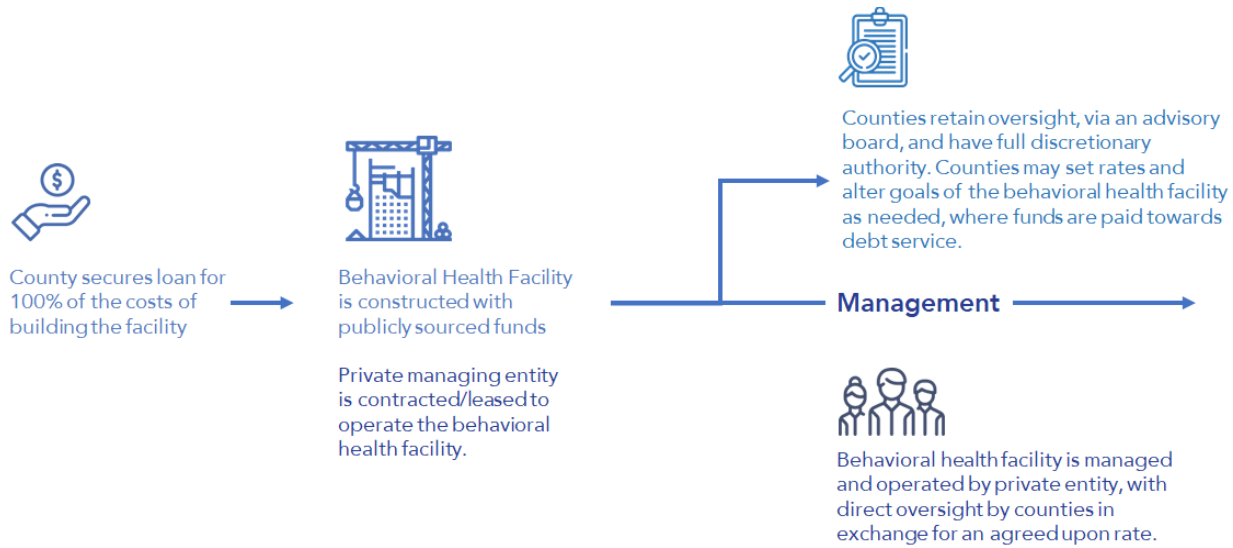 County secures loan for
100% of the costs of
building the facility
Behavioral Health Facility
is constructed with
publicly sourced funds
Private managing entity
is contracted/leased to
operate the behavioral
health facility.
Counties retain oversight, via an advisory
board, and have full discretionary
authority. Counties may set rates and
alter goals of the behavioral health facility
as needed, where funds are paid towards
debt service.
Management
Behavioral health facility is managed
and operated by private entity, with
direct oversight by counties in
exchange for an agreed upon rate.